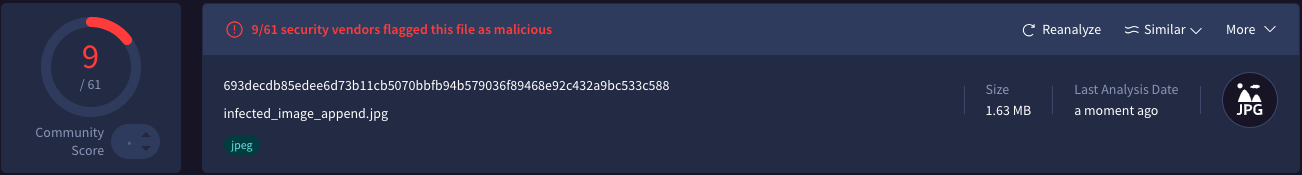 9
/ 61
Community
Score
9/61 security vendors flagged this file as malicious
Reanalyze
Similar
More
693decdb85edee6d73b11cb5070bbfb94b579036f89468e92c432a9bc533c588
infected_image_append.jpg
jpeg
Size
1.63 MB
Last Analysis Date
a moment ago
JPG